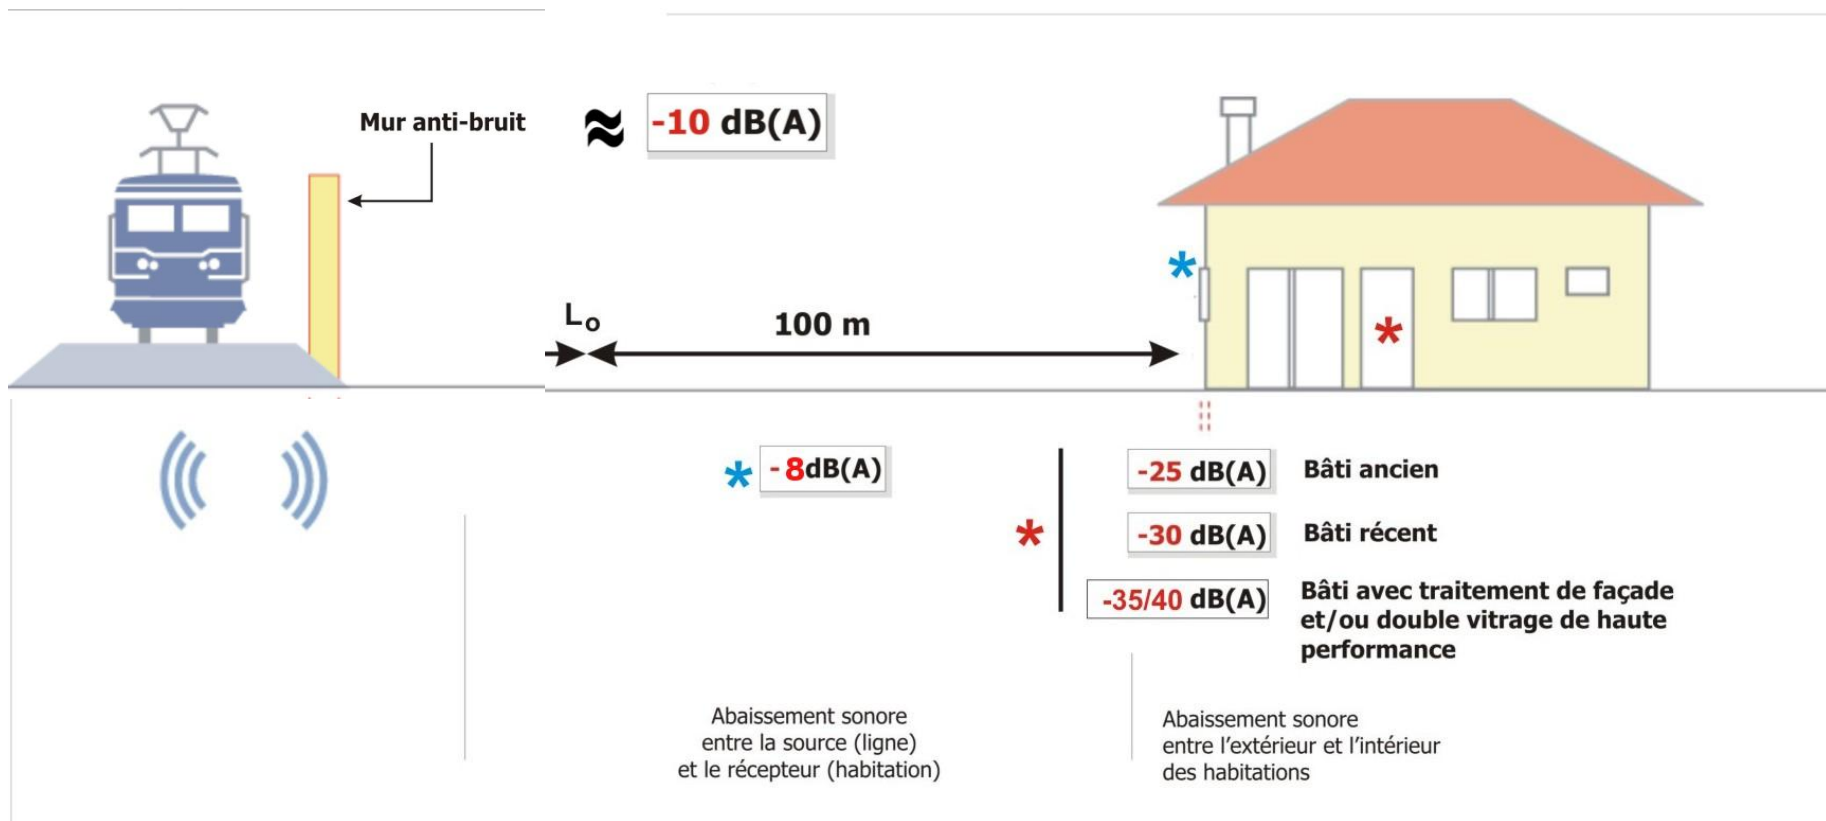 Mur anti-bruit
≈ -10 dB(A)
Lo
100 m
*
*
* -8dB(A)
*
-25 dB(A) Bâti ancien
-30 dB(A) Bâti récent
-35/40 dB(A) Bâti avec traitement de façade
et/ou double vitrage de haute
performance
Abaissement sonore
entre la source (ligne)
et le récepteur (habitation)
Abaissement sonore
entre l'extérieur et l'intérieur
des habitations